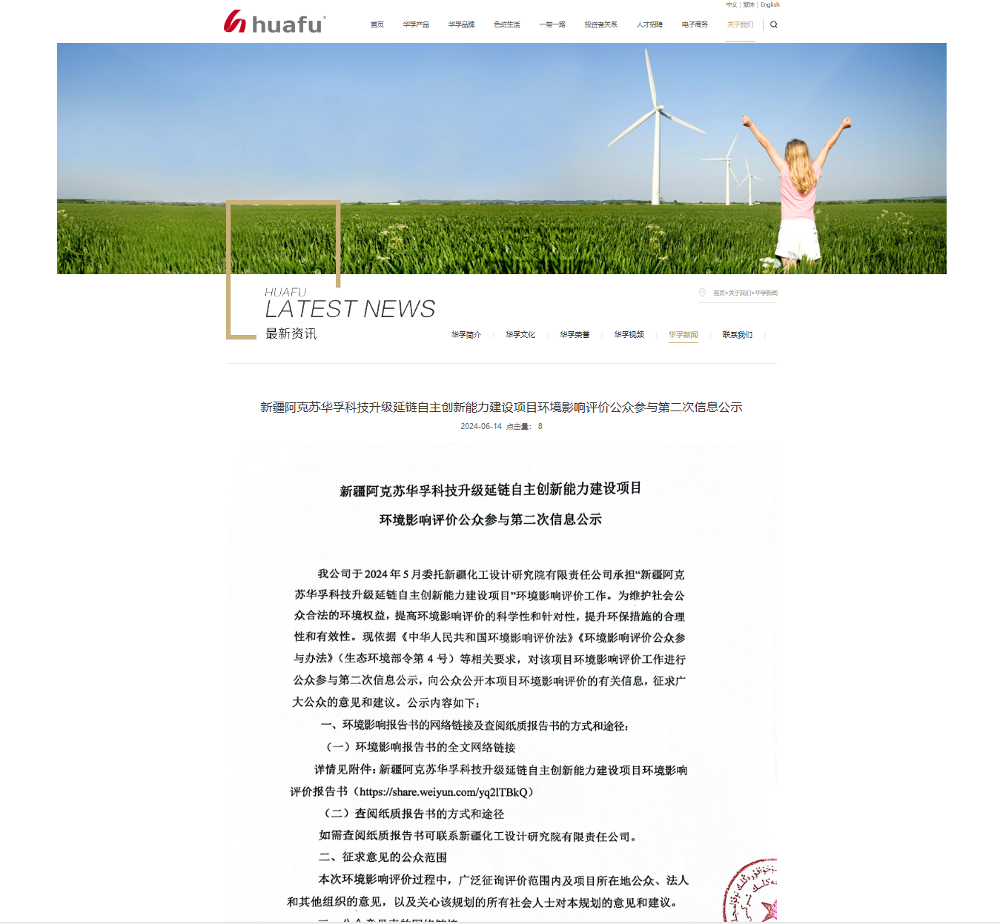 中文 | 繁体 | English
huafu
首页 华孚产品 华孚品牌 色纺生活 一带一路 投资者关系 人才招聘 电子商务 关于我们
HUAFU
LATEST NEWS
最新资讯
首页>关于我们>华孚新闻
华孚简介 华孚文化 华孚荣誉 华孚视频 华孚新闻 联系我们
新疆阿克苏华孚科技升级延链自主创新能力建设项目环境影响评价公众参与第二次信息公示
2024-06-14 点击量： 8
新疆阿克苏华孚科技升级延链自主创新能力建设项目
环境影响评价公众参与第二次信息公示
我公司于 2024 年 5 月委托新疆化工设计研究院有限责任公司承担“新疆阿克
苏华孚科技升级延链自主创新能力建设项目”环境影响评价工作。为维护社会公
众合法的环境权益，提高环境影响评价的科学性和针对性，提升环保措施的合理
性和有效性。现依据《中华人民共和国环境影响评价法》《环境影响评价公众参
与办法》（生态环境部令第 4 号）等相关要求，对该项目环境影响评价工作进行
公众参与第二次信息公示，向公众公开本项目环境影响评价的有关信息，征求广
大公众的意见和建议。公示内容如下：
一、环境影响报告书的网络链接及查阅纸质报告书的方式和途径：
（一）环境影响报告书的全文网络链接
详情见附件：新疆阿克苏华孚科技升级延链自主创新能力建设项目环境影响
评价报告书（https://share.weiyun.com/yq2lTBkQ）
（二）查阅纸质报告书的方式和途径
如需查阅纸质报告书可联系新疆化工设计研究院有限责任公司。
二、征求意见的公众范围
本次环境影响评价过程中，广泛征询评价范围内及项目所在地公众、法人
和其他组织的意见，以及关心该规划的所有社会人士对本规划的意见和建议。